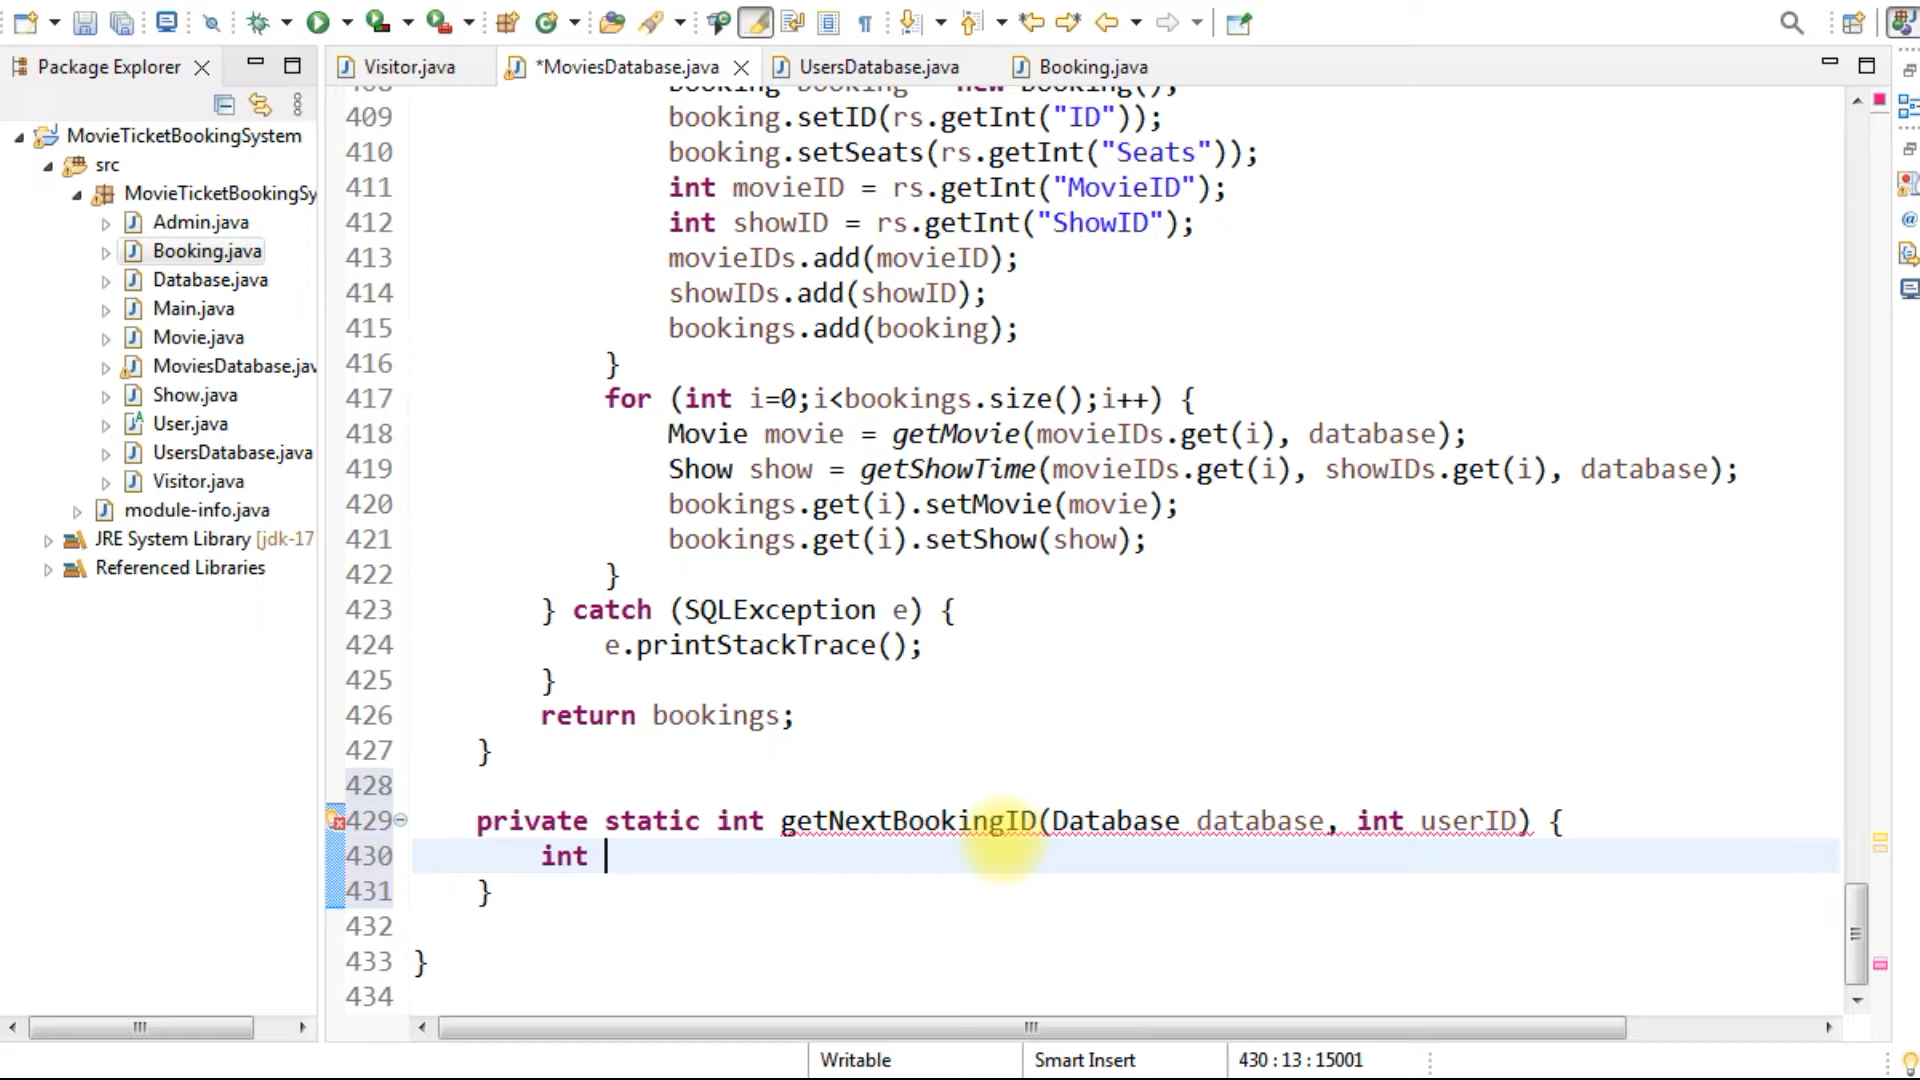 Package Explorer
Visitor.java
*MoviesDatabase.java
UsersDatabase.java
Booking.java
MovieTicketBookingSystem
src
MovieTicketBookingSy
Admin.java
Booking.java
Database.java
Main.java
Movie.java
MoviesDatabase.jav
Show.java
User.java
UsersDatabase.java
Visitor.java
module-info.java
JRE System Library [jdk-17
Referenced Libraries
409 booking.setID(rs.getInt("ID"));
410 booking.setSeats(rs.getInt("Seats"));
411 int movieID = rs.getInt("MovieID");
412 int showID = rs.getInt("ShowID");
413 movieIDs.add(movieID);
414 showIDs.add(showID);
415 bookings.add(booking);
416 }
417 for (int i=0;i<bookings.size();i++) {
418 Movie movie = getMovie(movieIDs.get(i), database);
419 Show show = getShowTime(movieIDs.get(i), showIDs.get(i), database);
420 bookings.get(i).setMovie(movie);
421 bookings.get(i).setShow(show);
422 }
423 } catch (SQLException e) {
424 e.printStackTrace();
425 }
426 return bookings;
427 }
428
429 private static int getNextBookingID(Database database, int userID) {
430 int
431 }
432
433 }
434
Writable
Smart Insert
430 : 13 : 15001